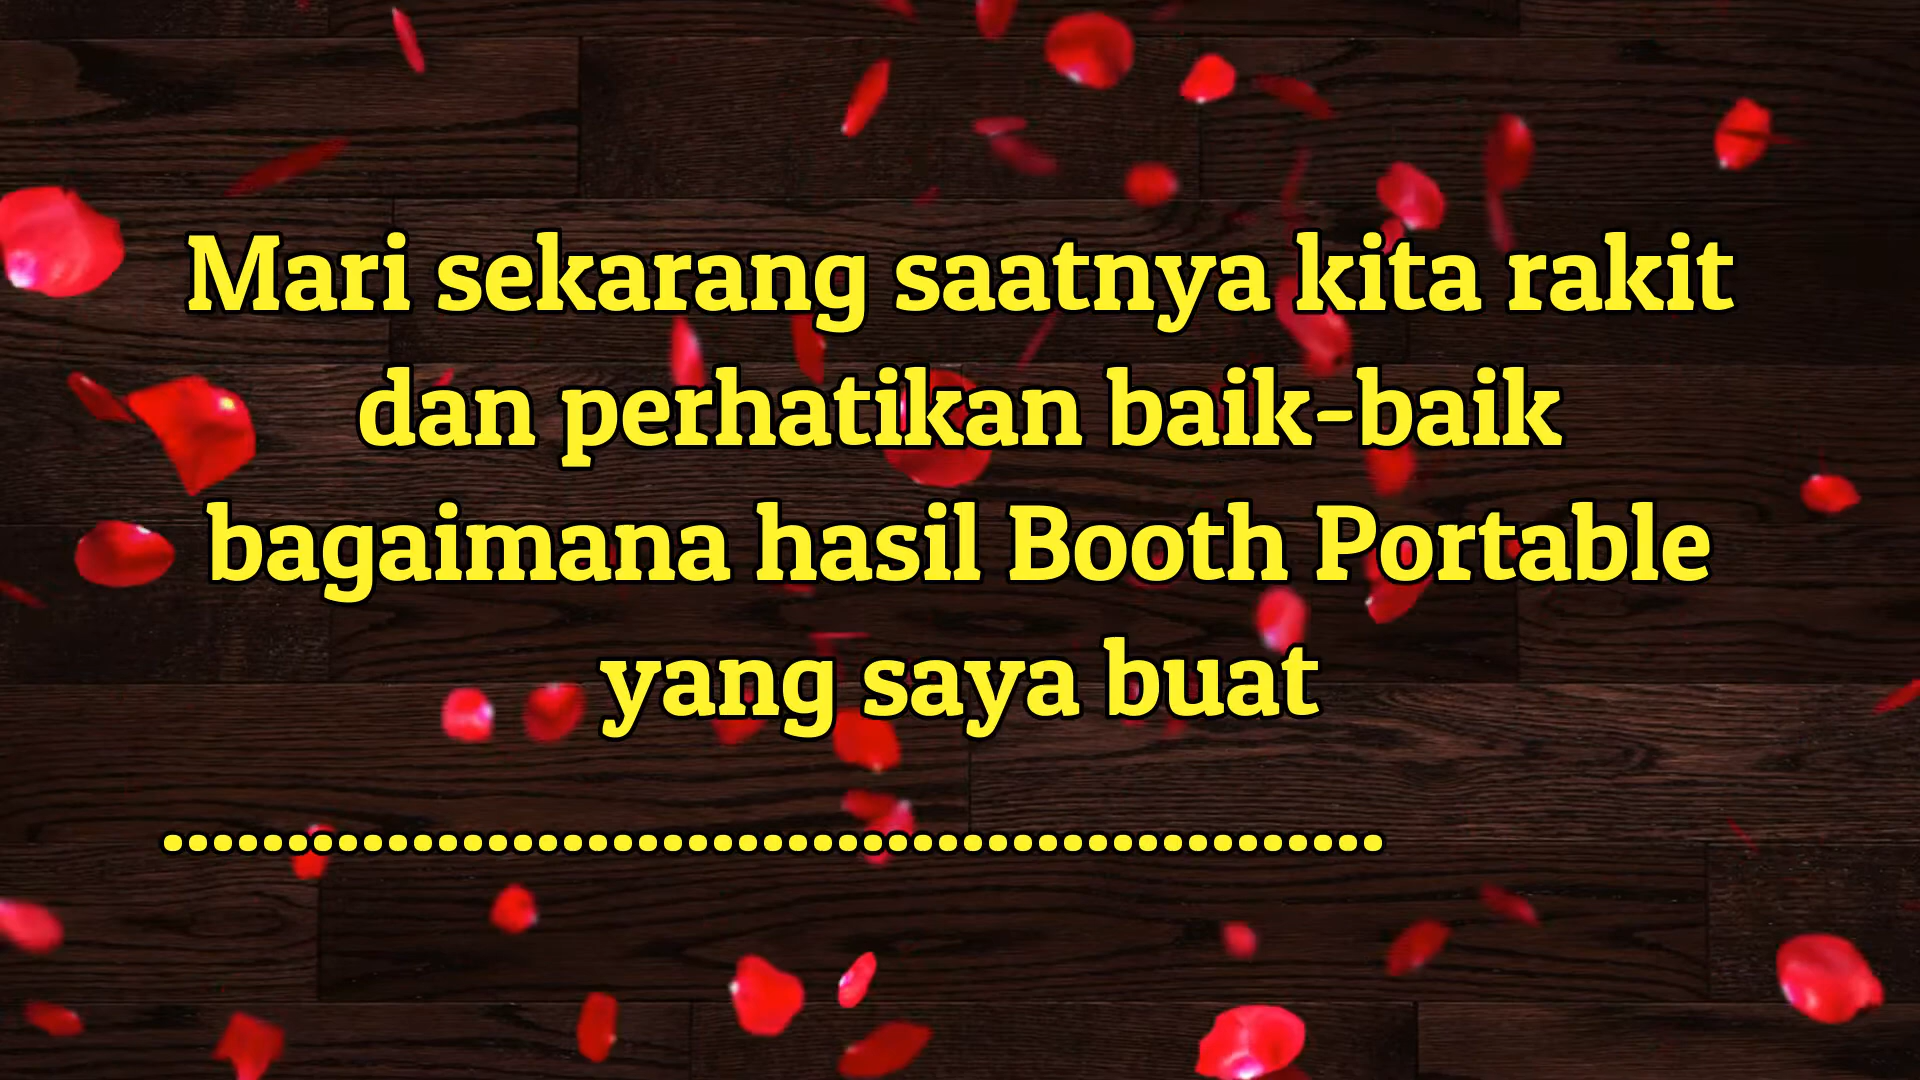 Mari sekarang saatnya kita rakit
dan perhatikan baik-baik
bagaimana hasil Booth Portable
yang saya buat
.................................................